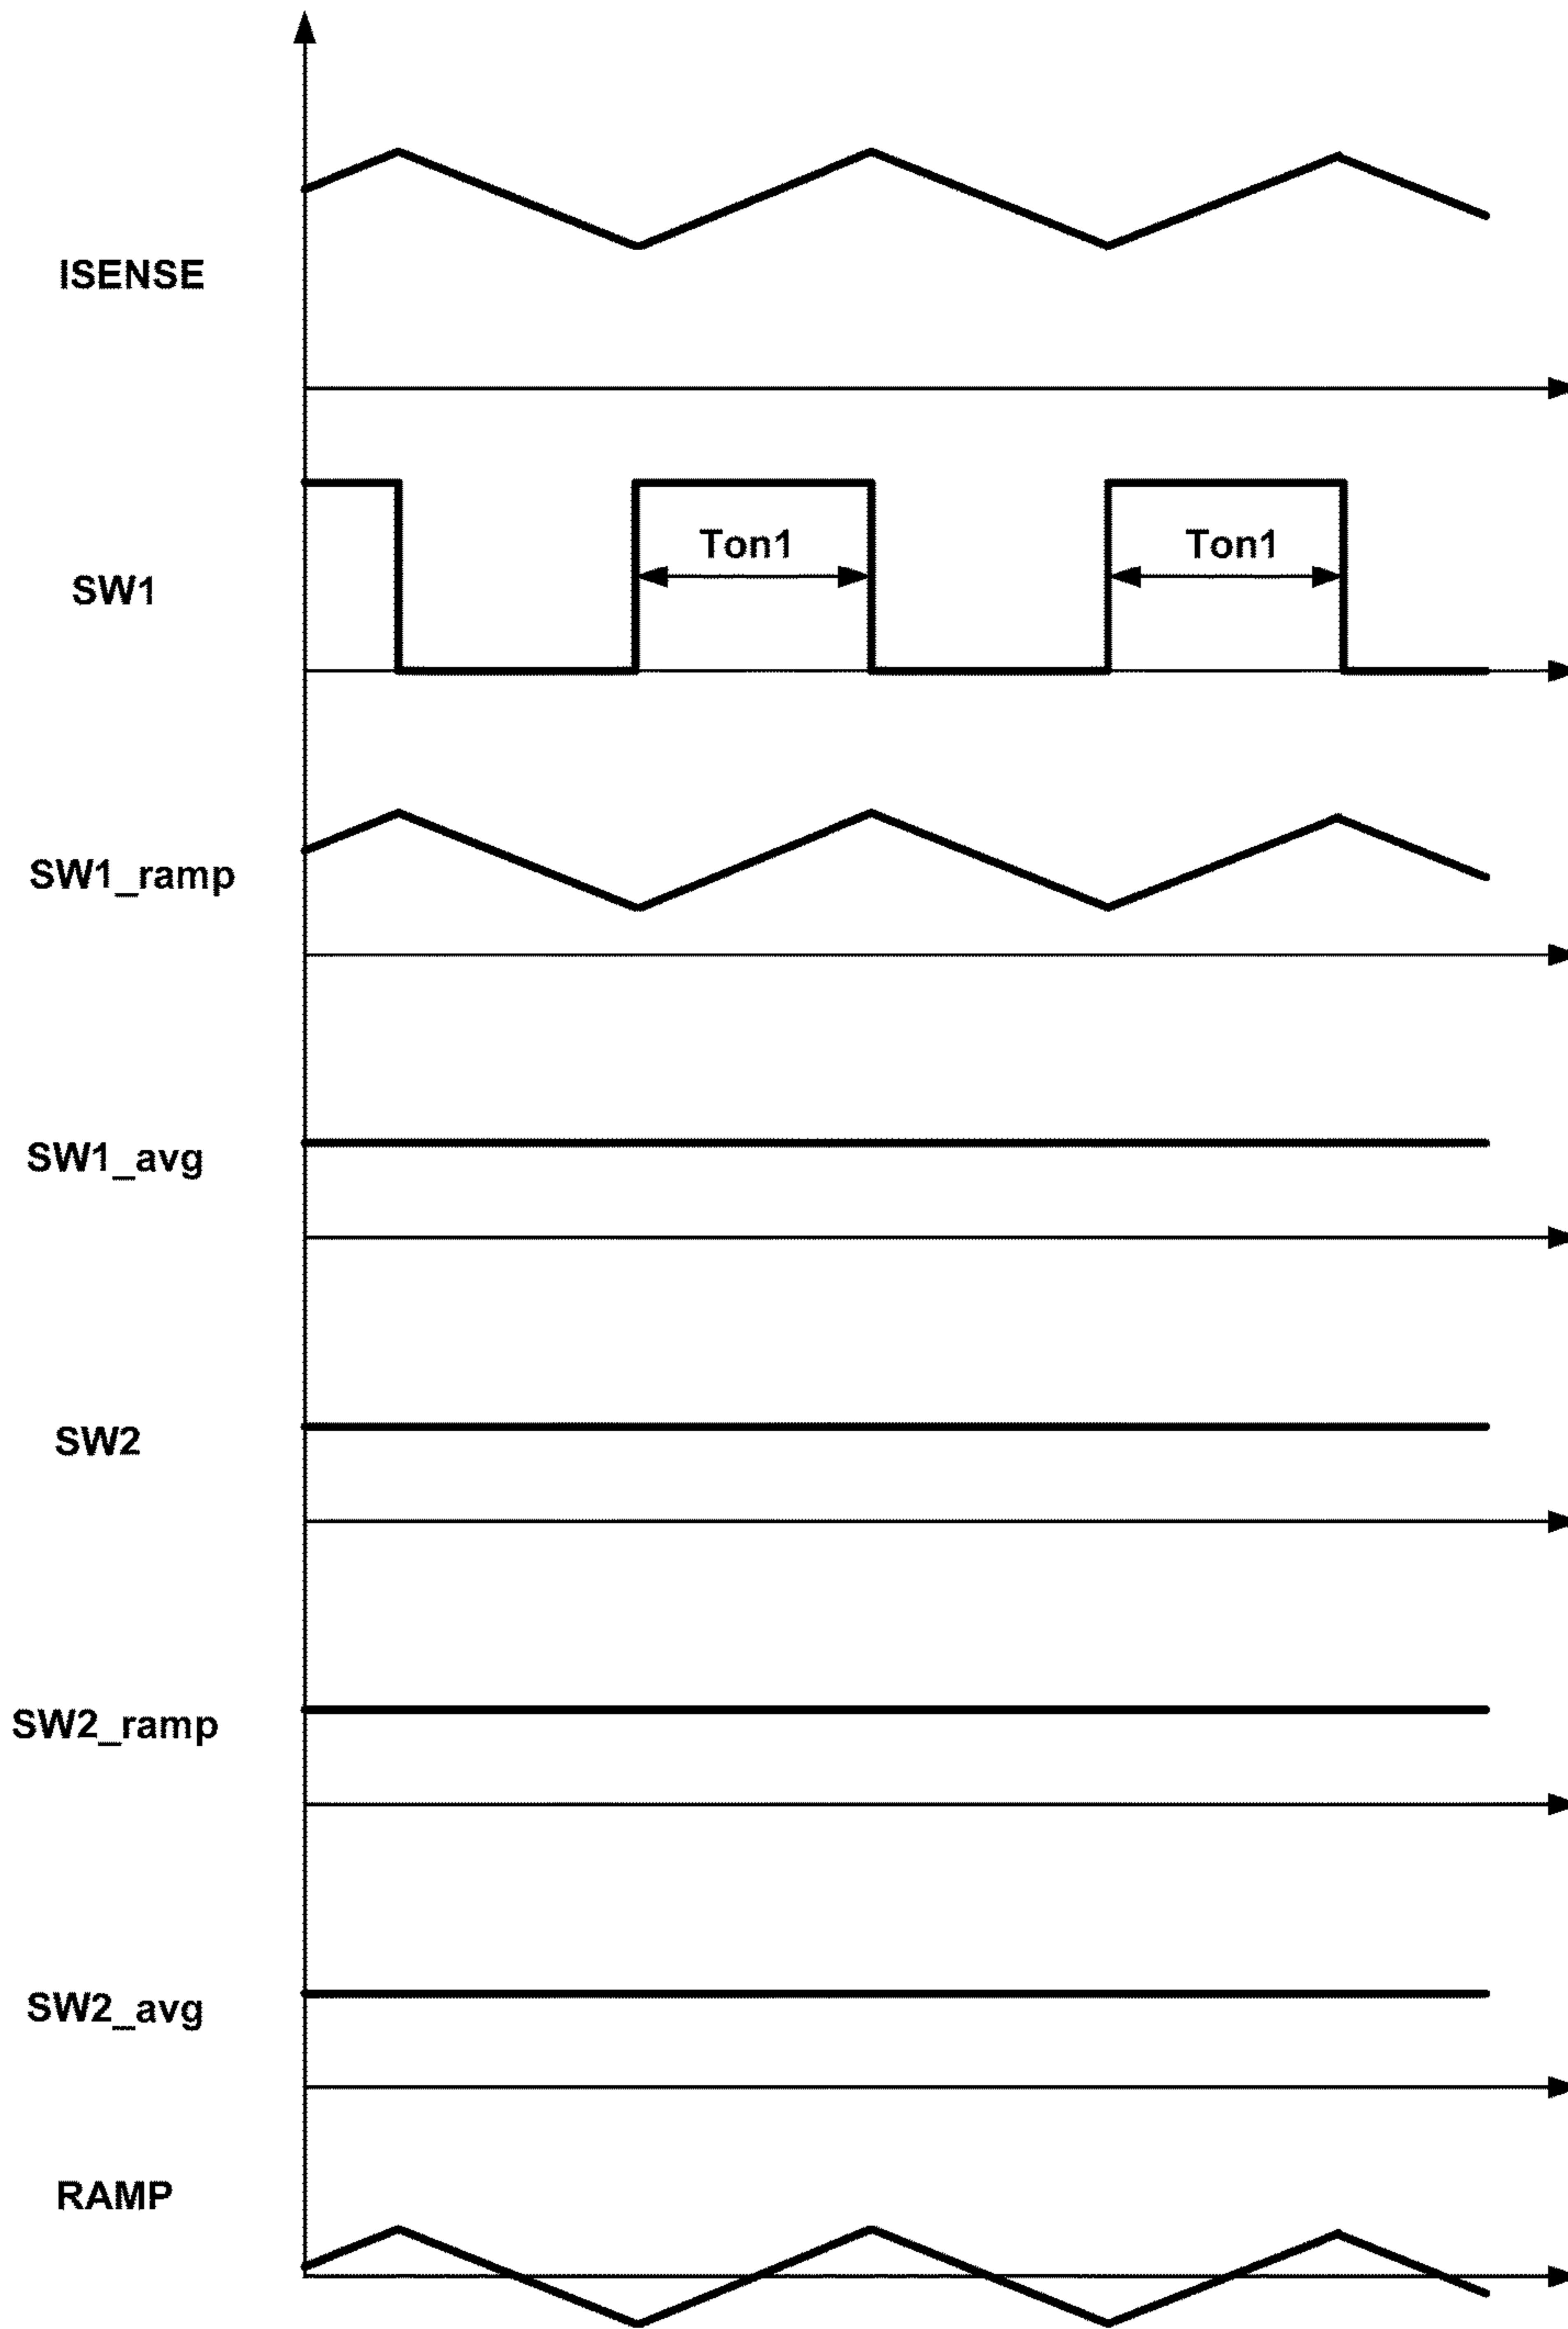 ISENSE
Ton1 Ton1
SW1
SW1_ramp
SW1_avg
SW2
SW2_ramp
SW2_avg
RAMP